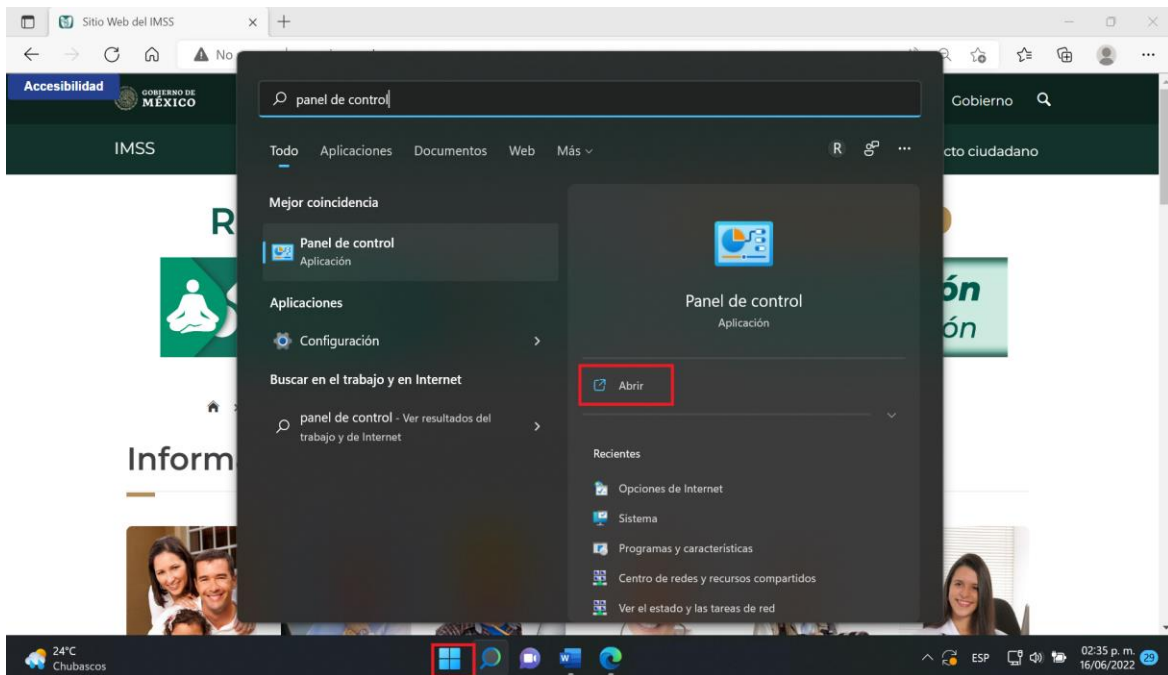 Sitio Web del IMSS
No
Accesibilidad
GOBIERNO DE
MÉXICO
Gobierno
panel de control
IMSS
cto ciudadano
Todo Aplicaciones Documentos Web Más
R
Mejor coincidencia
Panel de control
Aplicación
Aplicaciones
Configuración
Buscar en el trabajo y en Internet
panel de control - Ver resultados del
trabajo y de Internet
Panel de control
Aplicación
Abrir
Recientes
Opciones de Internet
Sistema
Programas y características
Centro de redes y recursos compartidos
Ver el estado y las tareas de red
R
ón
ón
Inform
24°C
Chubascos
ESP
02:35 p. m.
16/06/2022
29